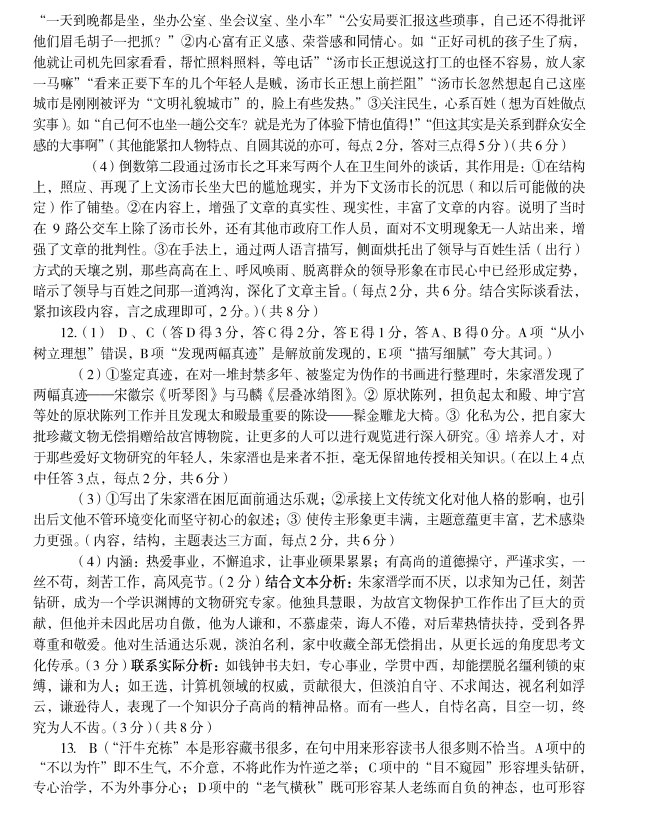 “一天到晚都是坐，坐办公室、坐会议室、坐小车”“公安局要汇报这些琐事，自己还不得批评
他们眉毛胡子一把抓？”②内心富有正义感、荣誉感和同情心。如“正好司机的孩子生了病，
他就让司机先回家看看，帮忙照料照料，等电话”“汤市长正想说这打工的也怪不容易，放人家
一马嘛”“看来正要下车的几个年轻人是贼，汤市长正想上前拦阻”“汤市长忽然想起自己这座
城市是刚刚被评为“文明礼貌城市”的，脸上有些发热。”③关注民生，心系百姓（想为百姓做点
实事）。如“自己何不也坐一趟公交车？就是光为了体验下情也值得！”“但这其实是关系到群众安全
感的大事啊”（其他能紧扣人物特点、自圆其说的亦可，每点2分，答对三点得5分）（共6分）
（4）倒数第二段通过汤市长之耳来写两个人在卫生间外的谈话，其作用是：①在结构
上，照应、再现了上文汤市长坐大巴的尴尬现实，并为下文汤市长的沉思（和以后可能做的决
定）作了铺垫。②在内容上，增强了文章的真实性、现实性，丰富了文章的内容。说明了当时
在 9 路公交车上除了汤市长外，还有其他市政府工作人员，面对不文明现象无一人站出来，增
强了文章的批判性。③在手法上，通过两人语言描写，侧面烘托出了领导与百姓生活（出行）
方式的天壤之别，那些高高在上、呼风唤雨、脱离群众的领导形象在市民心中已经形成定势，
暗示了领导与百姓之间那一道鸿沟，深化了文章主旨。（每点2分，共6分。结合实际谈看法，
紧扣该段内容，言之成理即可，2分。）（共8分）
12.（1） D、C（答D得3分，答C得2分，答E得1分，答A、B得0分。A项“从小
树立理想”错误，B项“发现两幅真迹”是解放前发现的，E项“描写细腻”夸大其词。）
（2）①鉴定真迹，在对一堆封禁多年、被鉴定为伪作的书画进行整理时，朱家溍发现了
两幅真迹——宋徽宗《听琴图》与马麟《层叠冰绡图》。② 原状陈列，担负起太和殿、坤宁宫
等处的原状陈列工作并且发现太和殿最重要的陈设——髹金雕龙大椅。③ 化私为公，把自家大
批珍藏文物无偿捐赠给故宫博物院，让更多的人可以进行观览进行深入研究。④ 培养人才，对
于那些爱好文物研究的年轻人，朱家溍也是来者不拒，毫无保留地传授相关知识。（在以上4点
中任答3点，每点2分，共6分）
（3）①写出了朱家溍在困厄面前通达乐观；②承接上文传统文化对他人格的影响，也引
出后文他不管环境变化而坚守初心的叙述；③ 使传主形象更丰满，主题意蕴更丰富，艺术感染
力更强。（内容，结构，主题表达三方面，每点2分，共6分）
（4）内涵：热爱事业，不懈追求，让事业硕果累累；有高尚的道德操守，严谨求实，一
丝不苟，刻苦工作，高风亮节。（2分）结合文本分析：朱家溍学而不厌，以求知为己任，刻苦
钻研，成为一个学识渊博的文物研究专家。他独具慧眼，为故宫文物保护工作作出了巨大的贡
献，但他并未因此居功自傲，他为人谦和，不慕虚荣，诲人不倦，对后辈热情扶持，受到各界
尊重和敬爱。他对生活通达乐观，淡泊名利，家中收藏全部无偿捐出，从更长远的角度思考文
化传承。（3 分）联系实际分析：如钱钟书夫妇，专心事业，学贯中西，却能摆脱名缰利锁的束
缚，谦和为人；如王选，计算机领域的权威，贡献很大，但淡泊自守、不求闻达，视名利如浮
云，谦逊待人，表现了一个知识分子高尚的精神品格。而有一些人，自恃名高，目空一切，终
究为人不齿。（3分）（共8分）
13. B（“汗牛充栋”本是形容藏书很多，在句中用来形容读书人很多则不恰当。A项中的
“不以为忤”即不生气，不介意，不将此作为忤逆之举；C项中的“目不窥园”形容埋头钻研，
专心治学，不为外事分心；D项中的“老气横秋”既可形容某人老练而自负的神态，也可形容